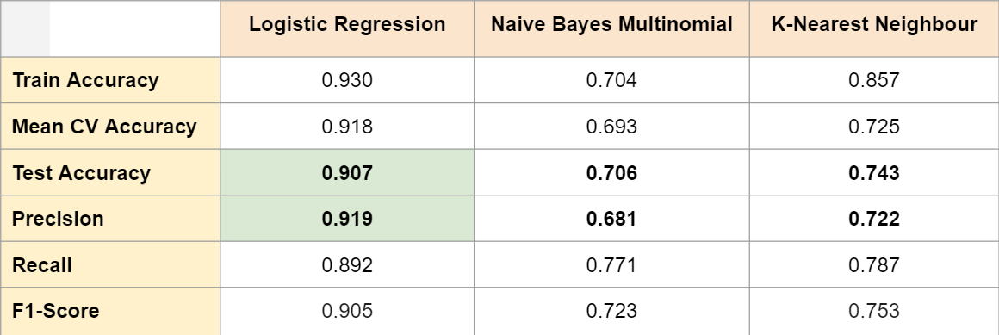 Logistic Regression Naive Bayes Multinomial K-Nearest Neighbour
Train Accuracy 0.930 0.704 0.857
Mean CV Accuracy 0.918 0.693 0.725
Test Accuracy 0.907 0.706 0.743
Precision 0.919 0.681 0.722
Recall 0.892 0.771 0.787
F1-Score 0.905 0.723 0.753